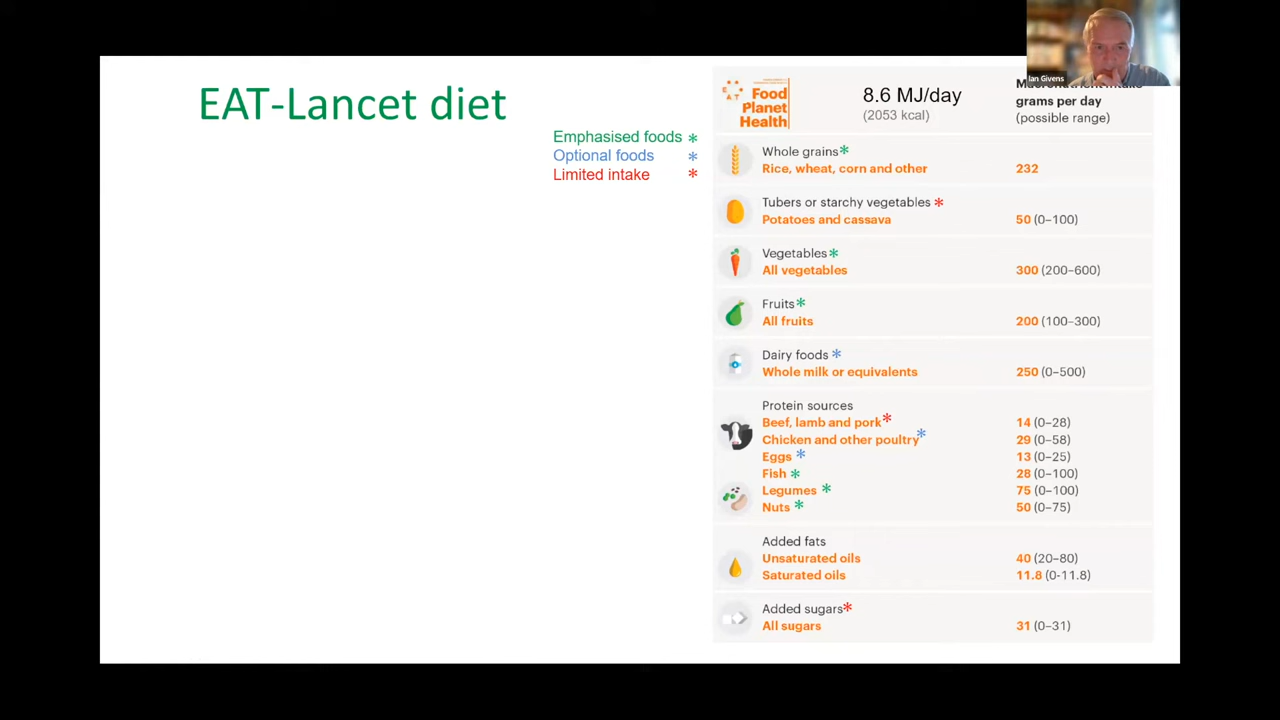 EAT-Lancet diet
Emphasised foods *
Optional foods *
Limited intake *
EAT
Food
Planet
Health
8.6 MJ/day
(2053 kcal)
Ian Givens
Macronutrient intake
grams per day
(possible range)
Whole grains*
Rice, wheat, corn and other 232
Tubers or starchy vegetables *
Potatoes and cassava 50 (0–100)
Vegetables*
All vegetables 300 (200–600)
Fruits*
All fruits 200 (100–300)
Dairy foods *
Whole milk or equivalents 250 (0–500)
Protein sources
Beef, lamb and pork* 14 (0–28)
Chicken and other poultry* 29 (0–58)
Eggs * 13 (0–25)
Fish * 28 (0–100)
Legumes * 75 (0–100)
Nuts * 50 (0–75)
Added fats
Unsaturated oils 40 (20–80)
Saturated oils 11.8 (0-11.8)
Added sugars*
All sugars 31 (0–31)